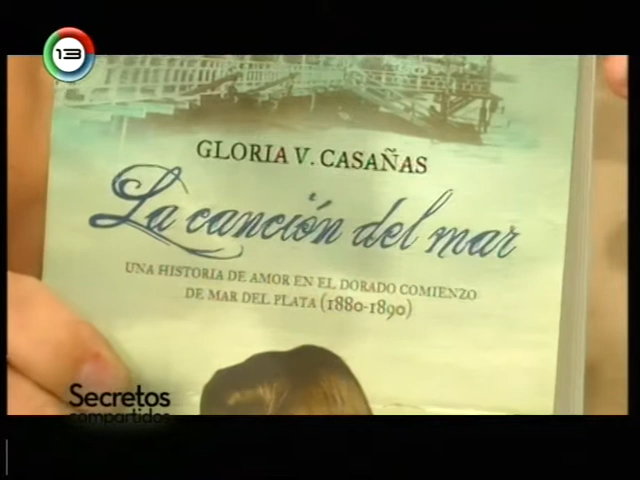 13
GLORIA V. CASAÑAS
La canción del mar
UNA HISTORIA DE AMOR EN EL DORADO COMIENZO
DE MAR DEL PLATA (1880-1890)
Secretos
compartidos